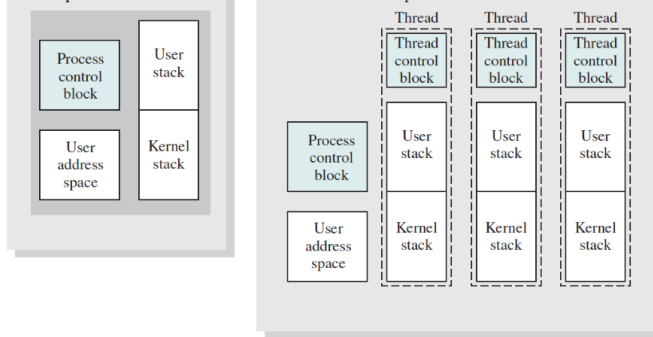 Process
control
block
User
stack
User
address
space
Kernel
stack
Thread
Thread
Thread
Thread
control
block
Thread
control
block
Thread
control
block
Process
control
block
User
stack
User
stack
User
stack
User
address
space
Kernel
stack
Kernel
stack
Kernel
stack